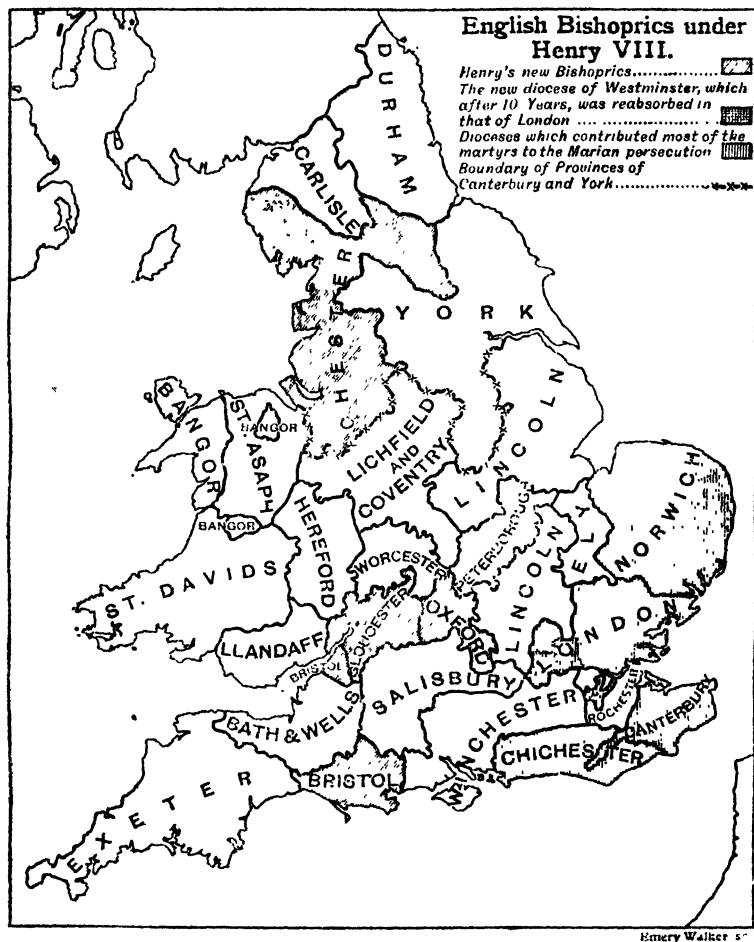 English Bishoprics under
Henry VIII.
Henry's new Bishoprics
The new diocese of Westminster, which
after 10 Years, was reabsorbed in
that of London
Dioceses which contributed most of the
martyrs to the Marian persecution
Boundary of Provinces of
Canterbury and York
DURHAM
CARLISLE
CHESTER
YORK
BANGOR
ST. ASAPH
BANGOR
LICHFIELD
AND
COVENTRY
LINCOLN
BANGOR
HEREFORD
WORCESTER
PETERBOROUGH
ELY
NORWICH
ST. DAVIDS
LLANDAFF
BRISTOL
GLOUCESTER
OXFORD
LINCOLN
LONDON
BATH & WELLS
SALISBURY
WINCHESTER
ROCHESTER
CANTERBURY
CHICHESTER
BRISTOL
EXETER
Emery Walker sc